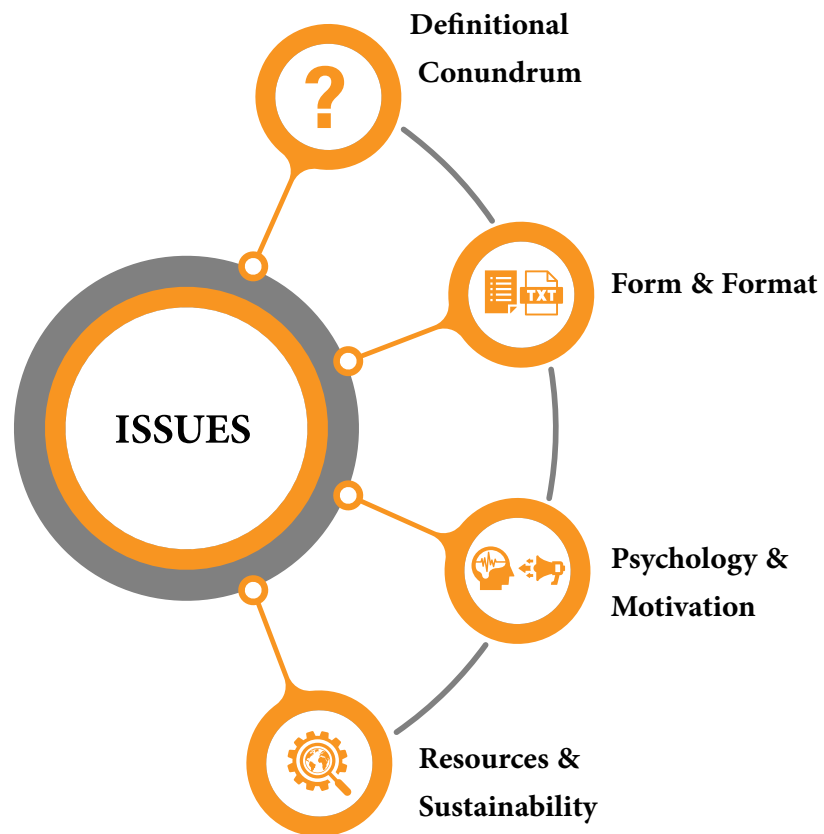 Definitional
Conundrum
?
TXT
Form & Format
ISSUES
Psychology &
Motivation
Resources &
Sustainability